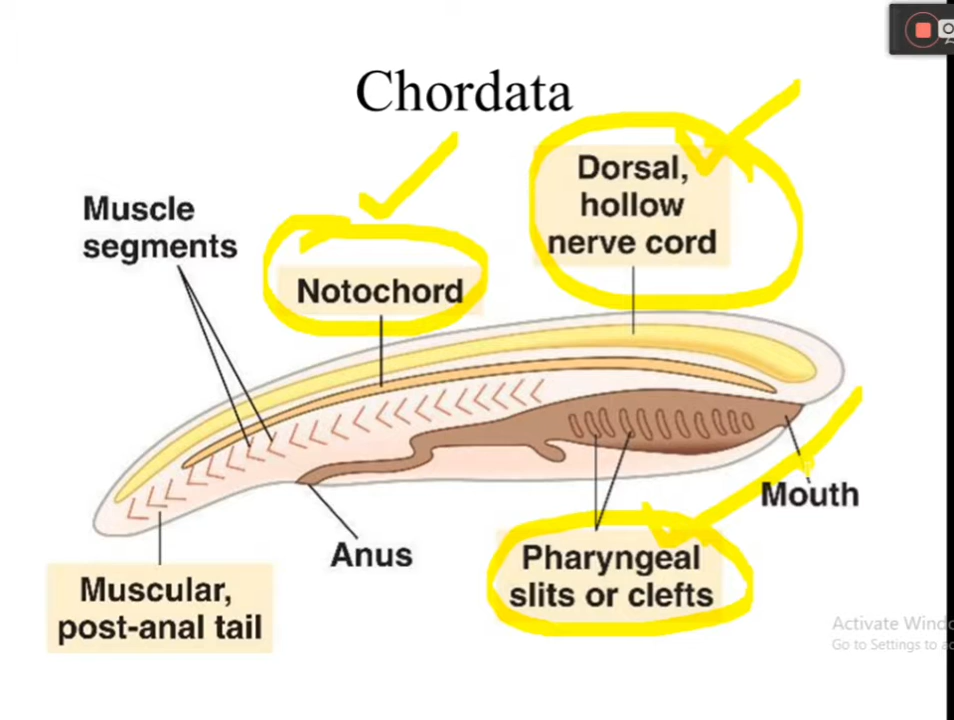 Chordata
Dorsal,
hollow
nerve cord
Muscle
segments
Notochord
Mouth
Anus
Pharyngeal
slits or clefts
Muscular,
post-anal tail
Activate Windo
Go to Settings to ac